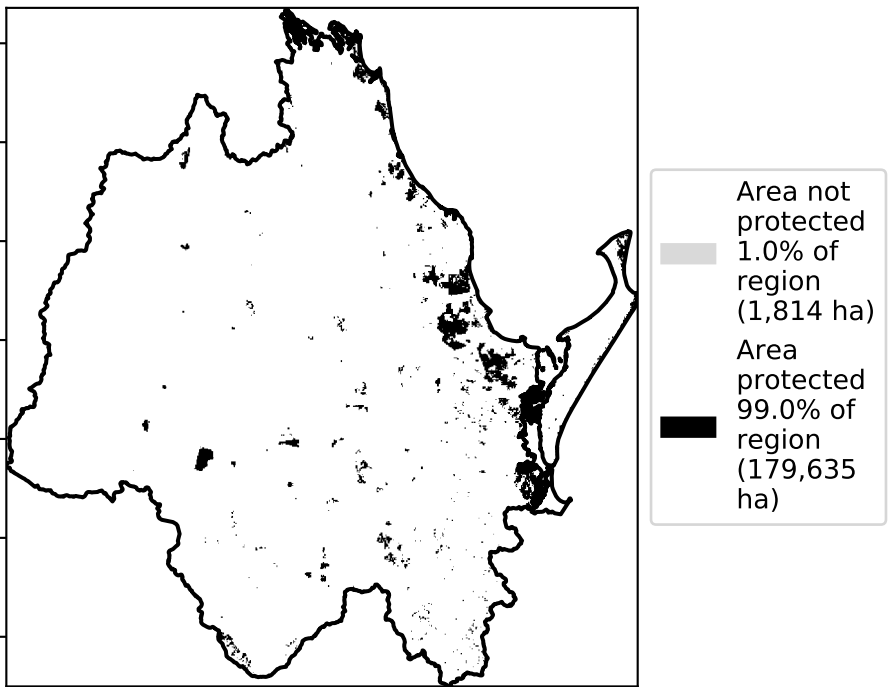 Area not
protected
1.0% of
region
(1,814 ha)
Area
protected
99.0% of
region
(179,635
ha)